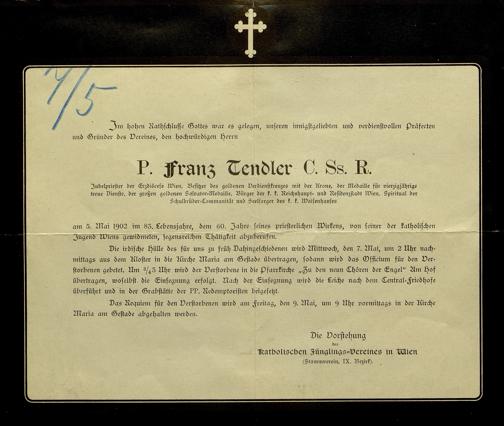 7/5
Im hohen Rathschlusse Gottes war es gelegen, unseren innigstgeliebten und verdienstvollen Präfecten
und Gründer des Vereines, den hochwürdigen Herrn
P. Franz Tendler C. Ss. R.
Jubelpriester der Erzdiöcese Wien, Besitzer des goldenen Verdienstkreuzes mit der Krone, der Medaille für vierzigjährige
treue Dienste, der großen goldenen Salvator-Medaille, Bürger der k. k. Reichshaupt- und Residenzstadt Wien, Spiritual der
Schulbrüder-Communität und Seelsorger des k. k. Waisenhauses
am 5. Mai 1902 im 83. Lebensjahre, dem 60. Jahre seines priesterlichen Wirkens, von seiner der katholischen
Jugend Wiens gewidmeten, segensreichen Thätigkeit abzuberufen.
Die irdische Hülle des für uns zu früh Dahingeschiedenen wird Mittwoch, den 7. Mai, um 2 Uhr nach-
mittags aus dem Kloster in die Kirche Maria am Gestade übertragen, sodann wird das Officium für den Ver-
storbenen gebetet. Um 3/4 3 Uhr wird der Verstorbene in die Pfarrkirche „Zu den neun Chören der Engel" Am Hof
übertragen, woselbst die Einsegnung erfolgt. Nach der Einsegnung wird die Leiche nach dem Central-Friedhofe
überführt und in der Grabstätte der PP. Redemptoristen beigesetzt.
Das Requiem für den Verstorbenen wird am Freitag, den 9. Mai, um 9 Uhr vormittags in der Kirche
Maria am Gestade abgehalten werden.
Die Vorstehung
des
Katholischen Jünglings-Vereines in Wien
(Stammverein, IX. Bezirk).